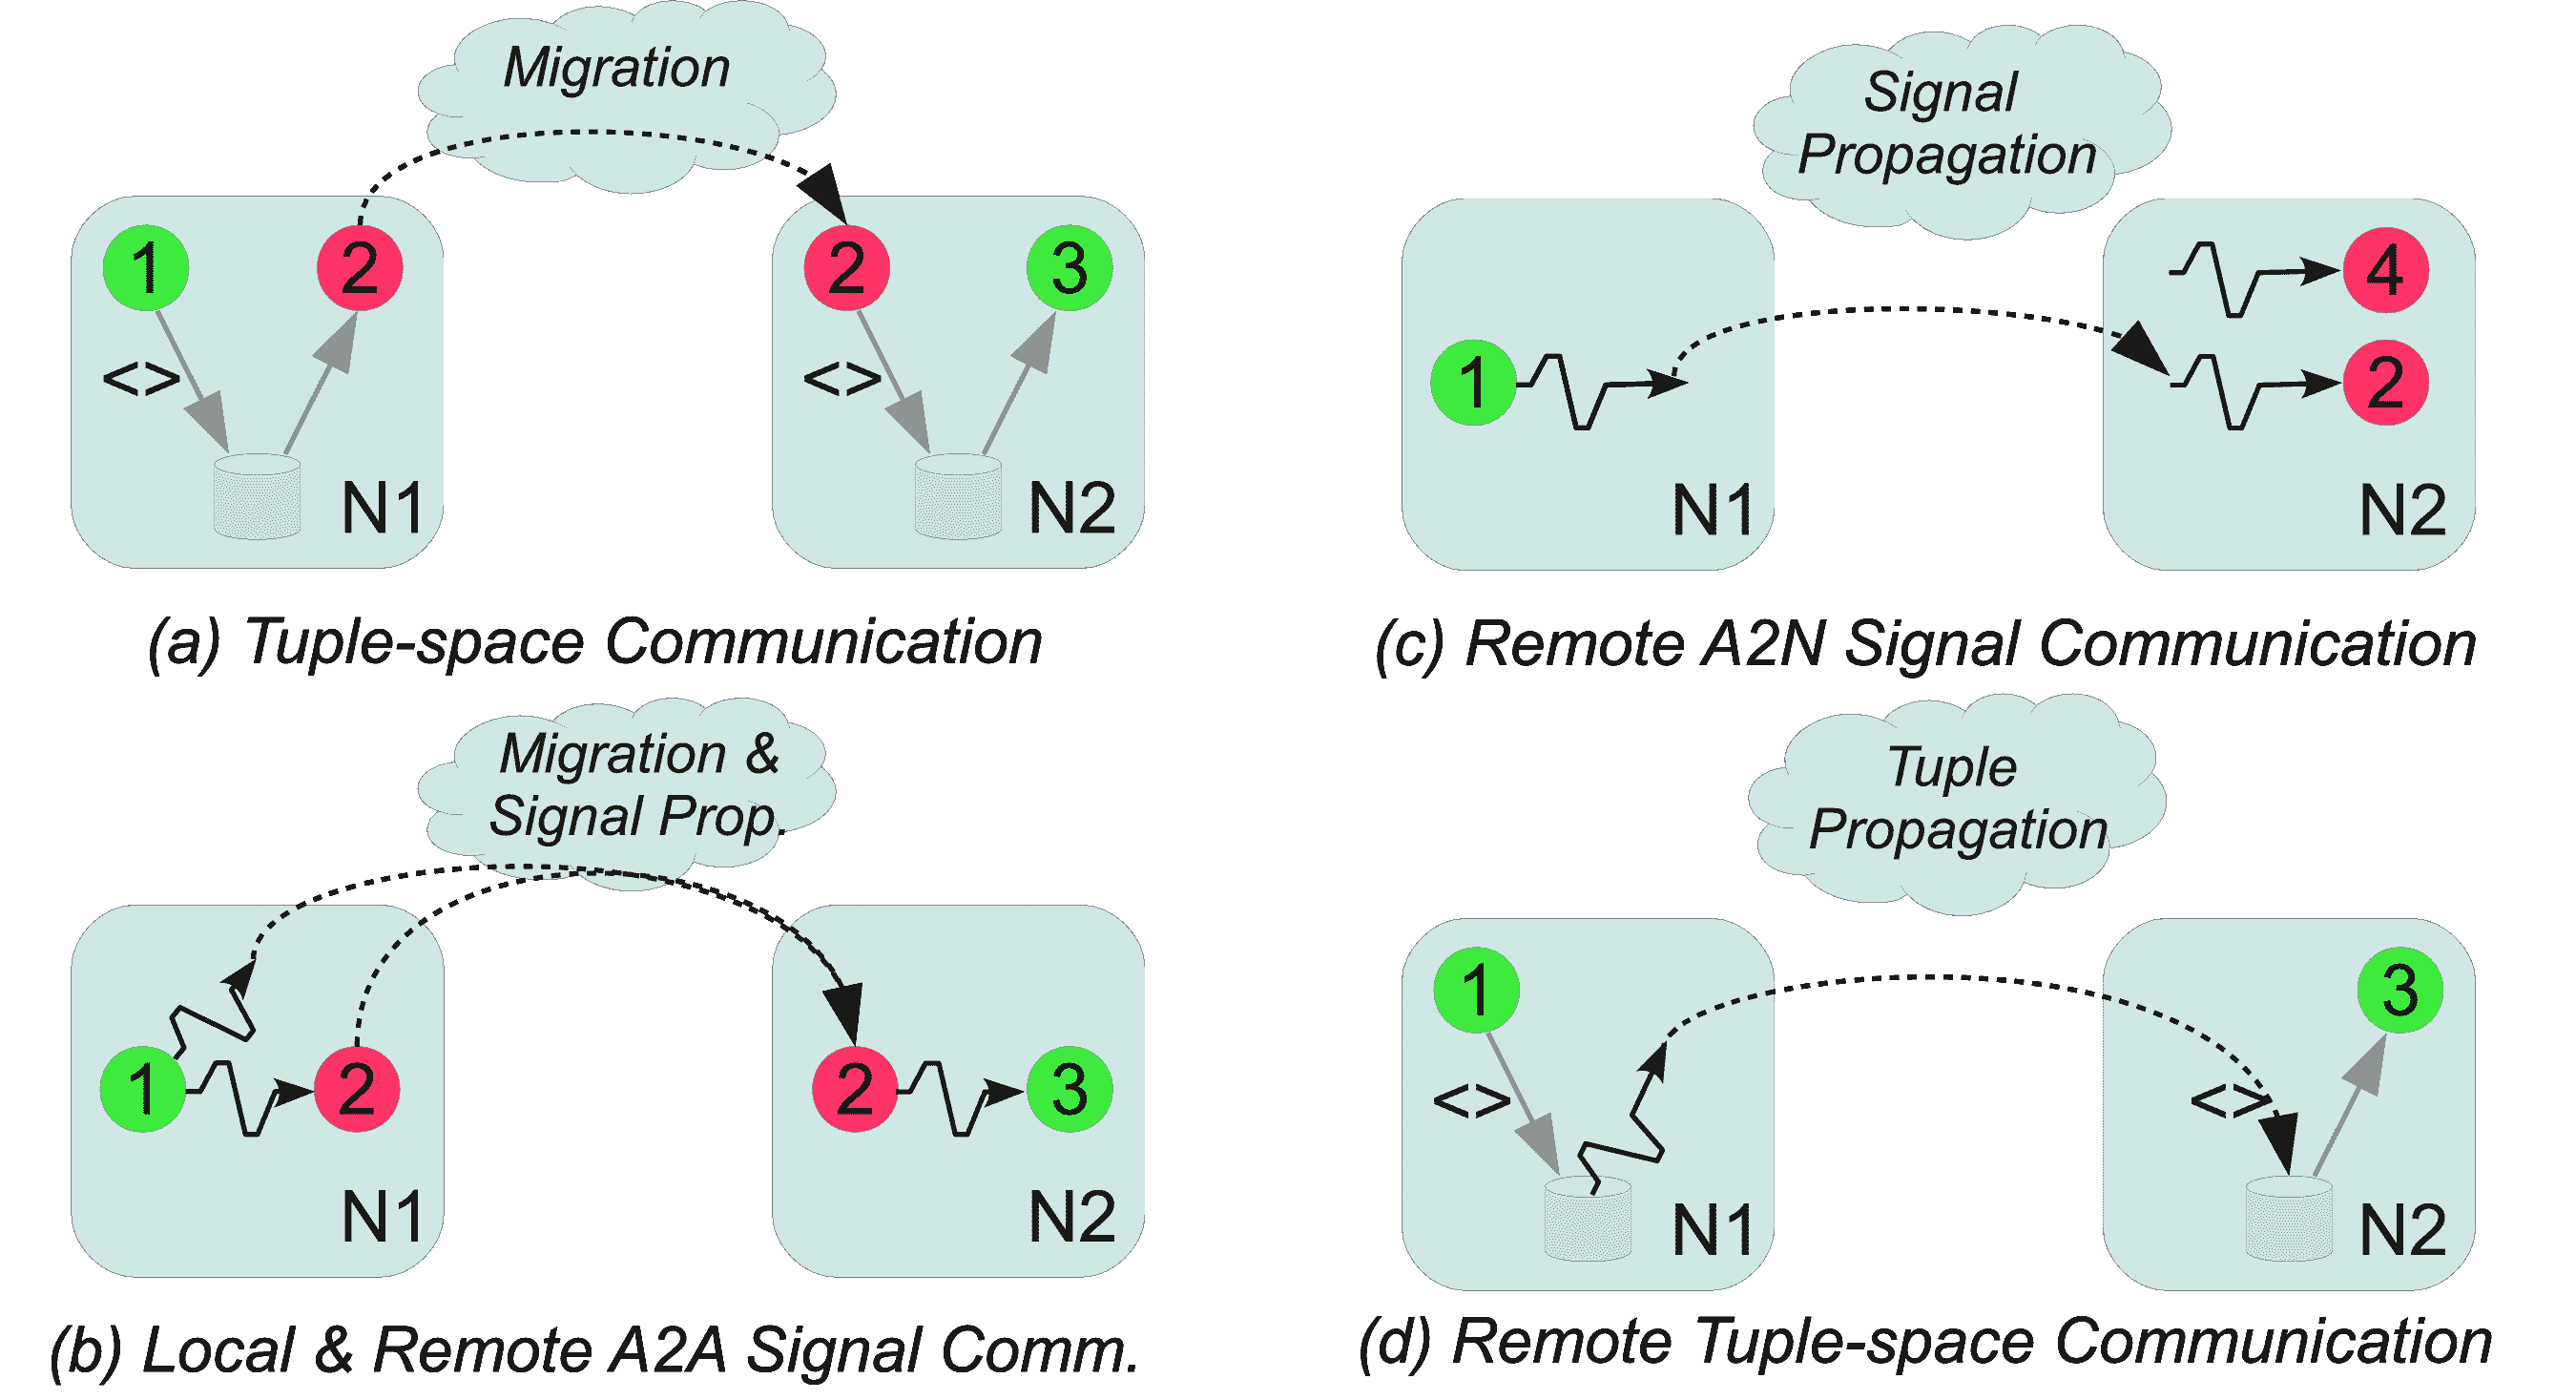 Migration
1
2
<>
N1
2
3
<>
N2
(a) Tuple-space Communication
Signal
Propagation
1
N1
4
2
N2
(c) Remote A2N Signal Communication
Migration &
Signal Prop.
1
2
N1
2
3
N2
(b) Local & Remote A2A Signal Comm.
Tuple
Propagation
1
<>
N1
3
<>
N2
(d) Remote Tuple-space Communication